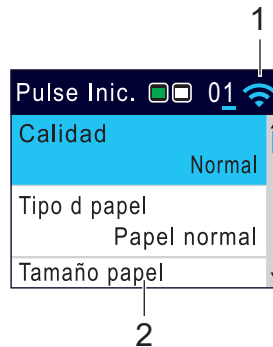 1
Pulse Inic. 01
Calidad
Normal
Tipo d papel
Papel normal
Tamaño papel
2